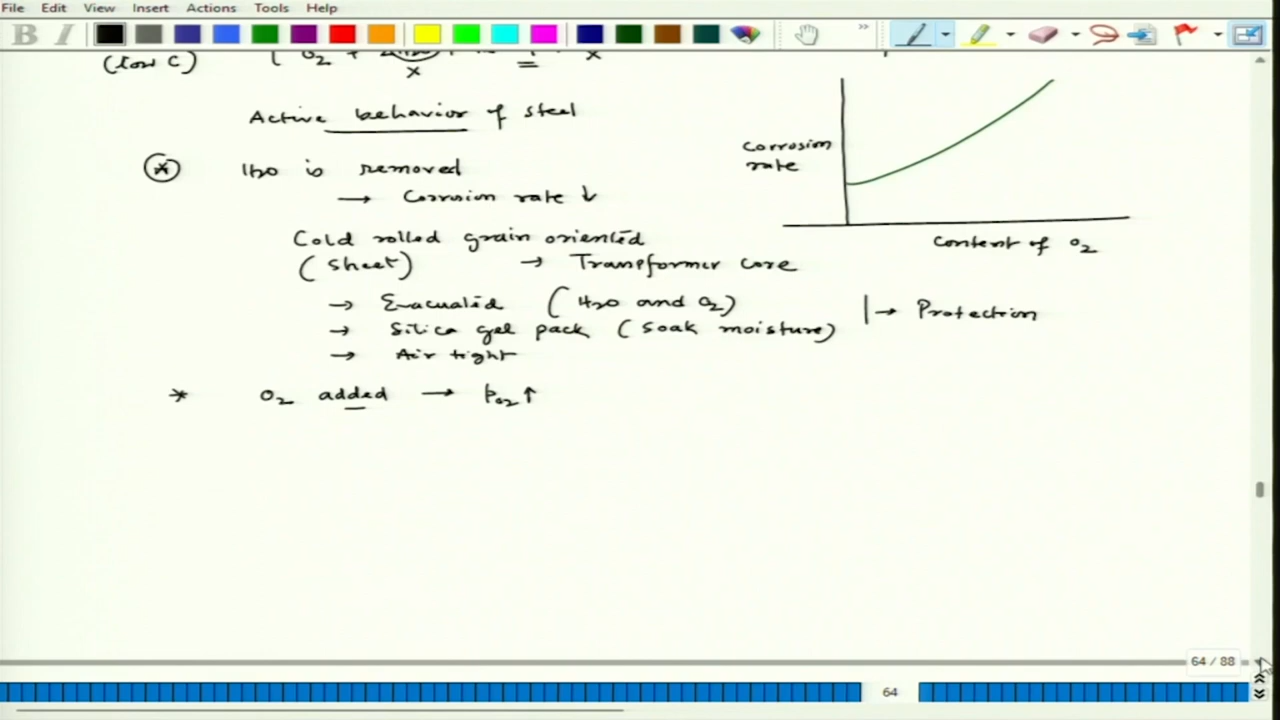 File Edit View Insert Actions Tools Help
B I
(low C) O2 +
x = x
Active behavior of steel
* H2O is removed
→ Corrosion rate ↓
Cold rolled grain oriented
(Sheet) → Transformer core
→ Evacuated (H2O and O2)
→ Silica gel pack (Soak moisture) | → Protection
→ Air tight
* O2 added → pO2 ↑
Corrosion
rate
Content of O2
64 / 88
64